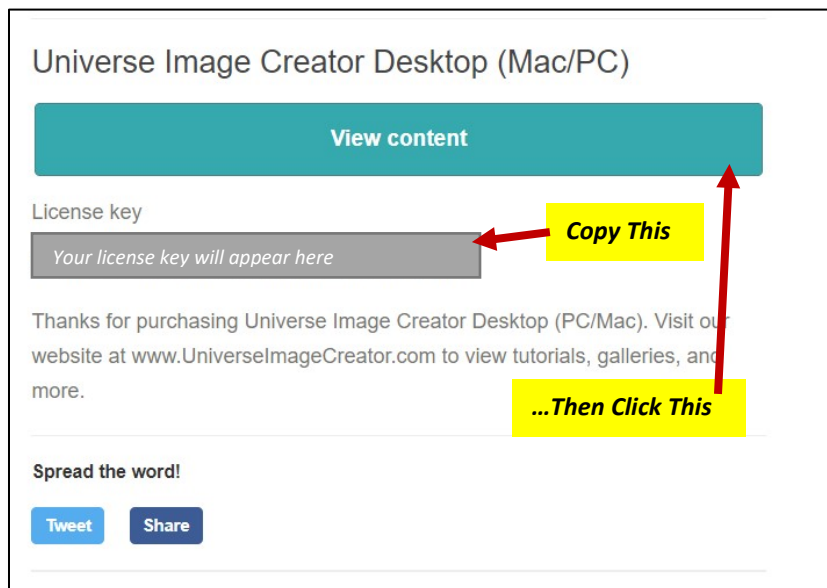 Universe Image Creator Desktop (Mac/PC)
View content
License key
Copy This
Your license key will appear here
Thanks for purchasing Universe Image Creator Desktop (PC/Mac). Visit our
website at www.UniverseImageCreator.com to view tutorials, galleries, and
more.
...Then Click This
Spread the word!
Tweet
Share